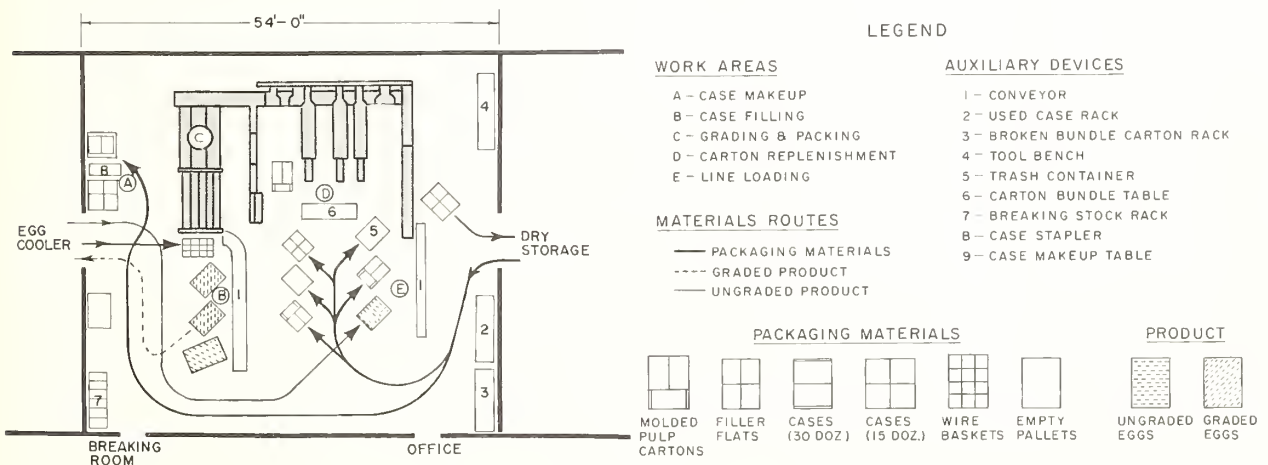 54'-0"
4
C
8
A
D
6
5
EGG
COOLER
DRY
STORAGE
B
1
E
1
2
3
7
BREAKING
ROOM
OFFICE
LEGEND
WORK AREAS
A - CASE MAKEUP
B - CASE FILLING
C - GRADING & PACKING
D - CARTON REPLENISHMENT
E - LINE LOADING
MATERIALS ROUTES
PACKAGING MATERIALS
GRADED PRODUCT
UNGRADED PRODUCT
AUXILIARY DEVICES
1 - CONVEYOR
2 - USED CASE RACK
3 - BROKEN BUNDLE CARTON RACK
4 - TOOL BENCH
5 - TRASH CONTAINER
6 - CARTON BUNDLE TABLE
7 - BREAKING STOCK RACK
8 - CASE STAPLER
9 - CASE MAKEUP TABLE
PACKAGING MATERIALS
MOLDED
PULP
CARTONS
FILLER
FLATS
CASES
(30 DOZ)
CASES
(15 DOZ.)
WIRE
BASKETS
EMPTY
PALLETS
PRODUCT
UNGRADED
EGGS
GRADED
EGGS